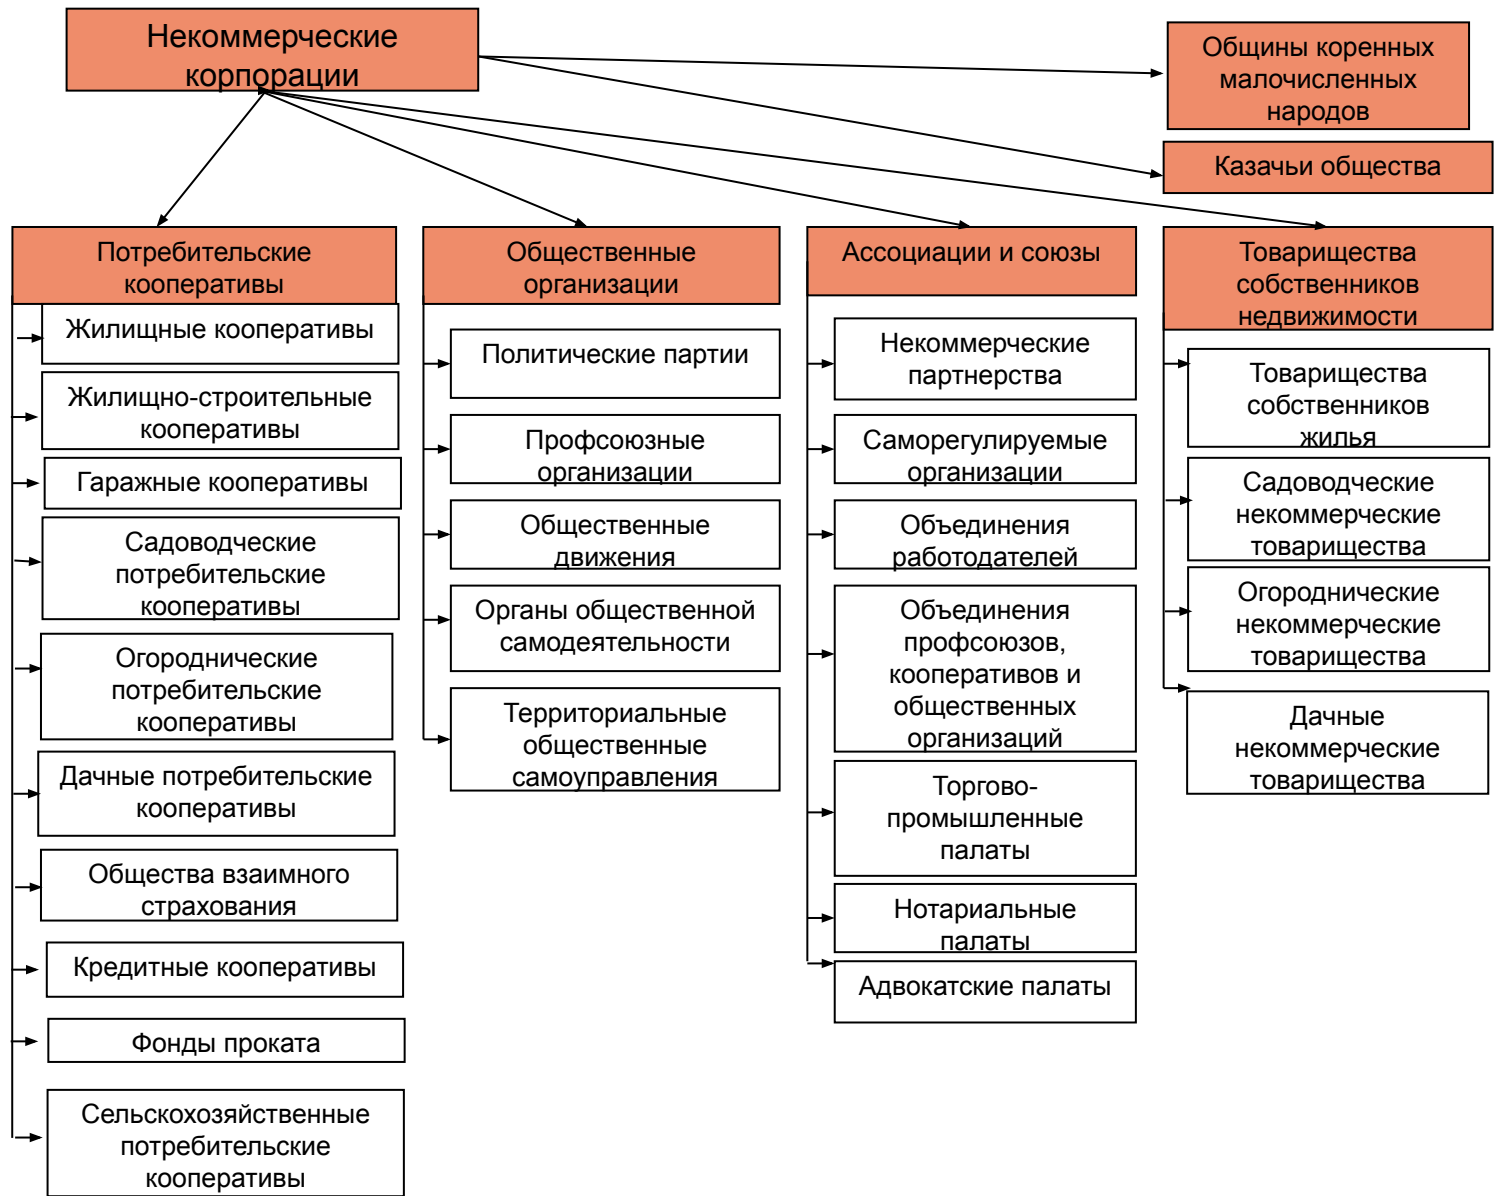 Некоммерческие
корпорации
Общины коренных
малочисленных
народов
Казачьи общества
Потребительские
кооперативы
Жилищные кооперативы
Жилищно-строительные
кооперативы
Гаражные кооперативы
Садоводческие
потребительские
кооперативы
Огороднические
потребительские
кооперативы
Дачные потребительские
кооперативы
Общества взаимного
страхования
Кредитные кооперативы
Фонды проката
Сельскохозяйственные
потребительские
кооперативы
Общественные
организации
Политические партии
Профсоюзные
организации
Общественные
движения
Органы общественной
самодеятельности
Территориальные
общественные
самоуправления
Ассоциации и союзы
Некоммерческие
партнерства
Саморегулируемые
организации
Объединения
работодателей
Объединения
профсоюзов,
кооперативов и
общественных
организаций
Торгово-
промышленные
палаты
Нотариальные
палаты
Адвокатские палаты
Товарищества
собственников
недвижимости
Товарищества
собственников
жилья
Садоводческие
некоммерческие
товарищества
Огороднические
некоммерческие
товарищества
Дачные
некоммерческие
товарищества